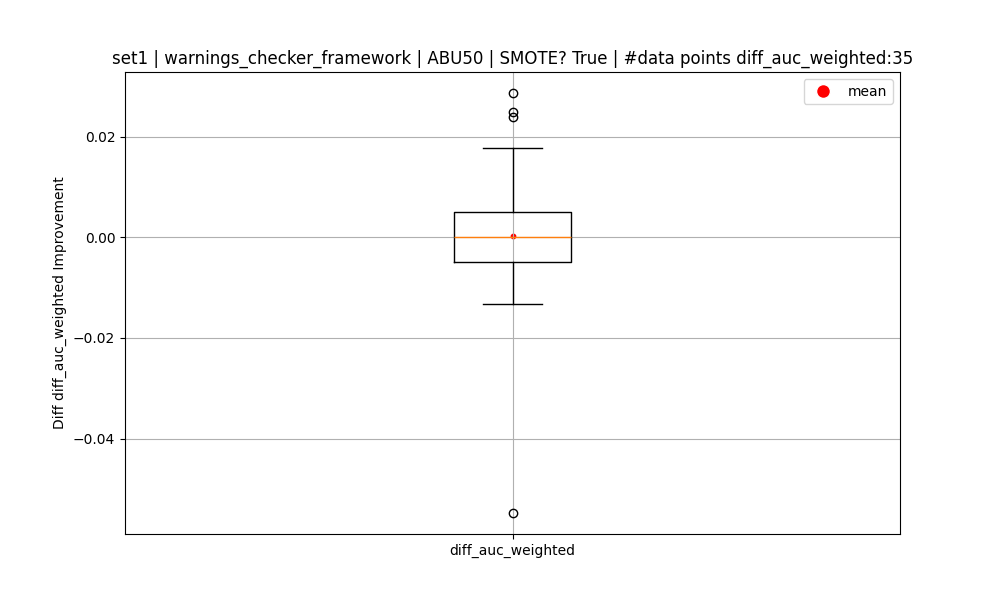 set1 | warnings_checker_framework | ABU50 | SMOTE? True | #data points diff_auc_weighted:35
mean
0.02
0.00
−0.02
−0.04
Diff diff_auc_weighted Improvement
diff_auc_weighted